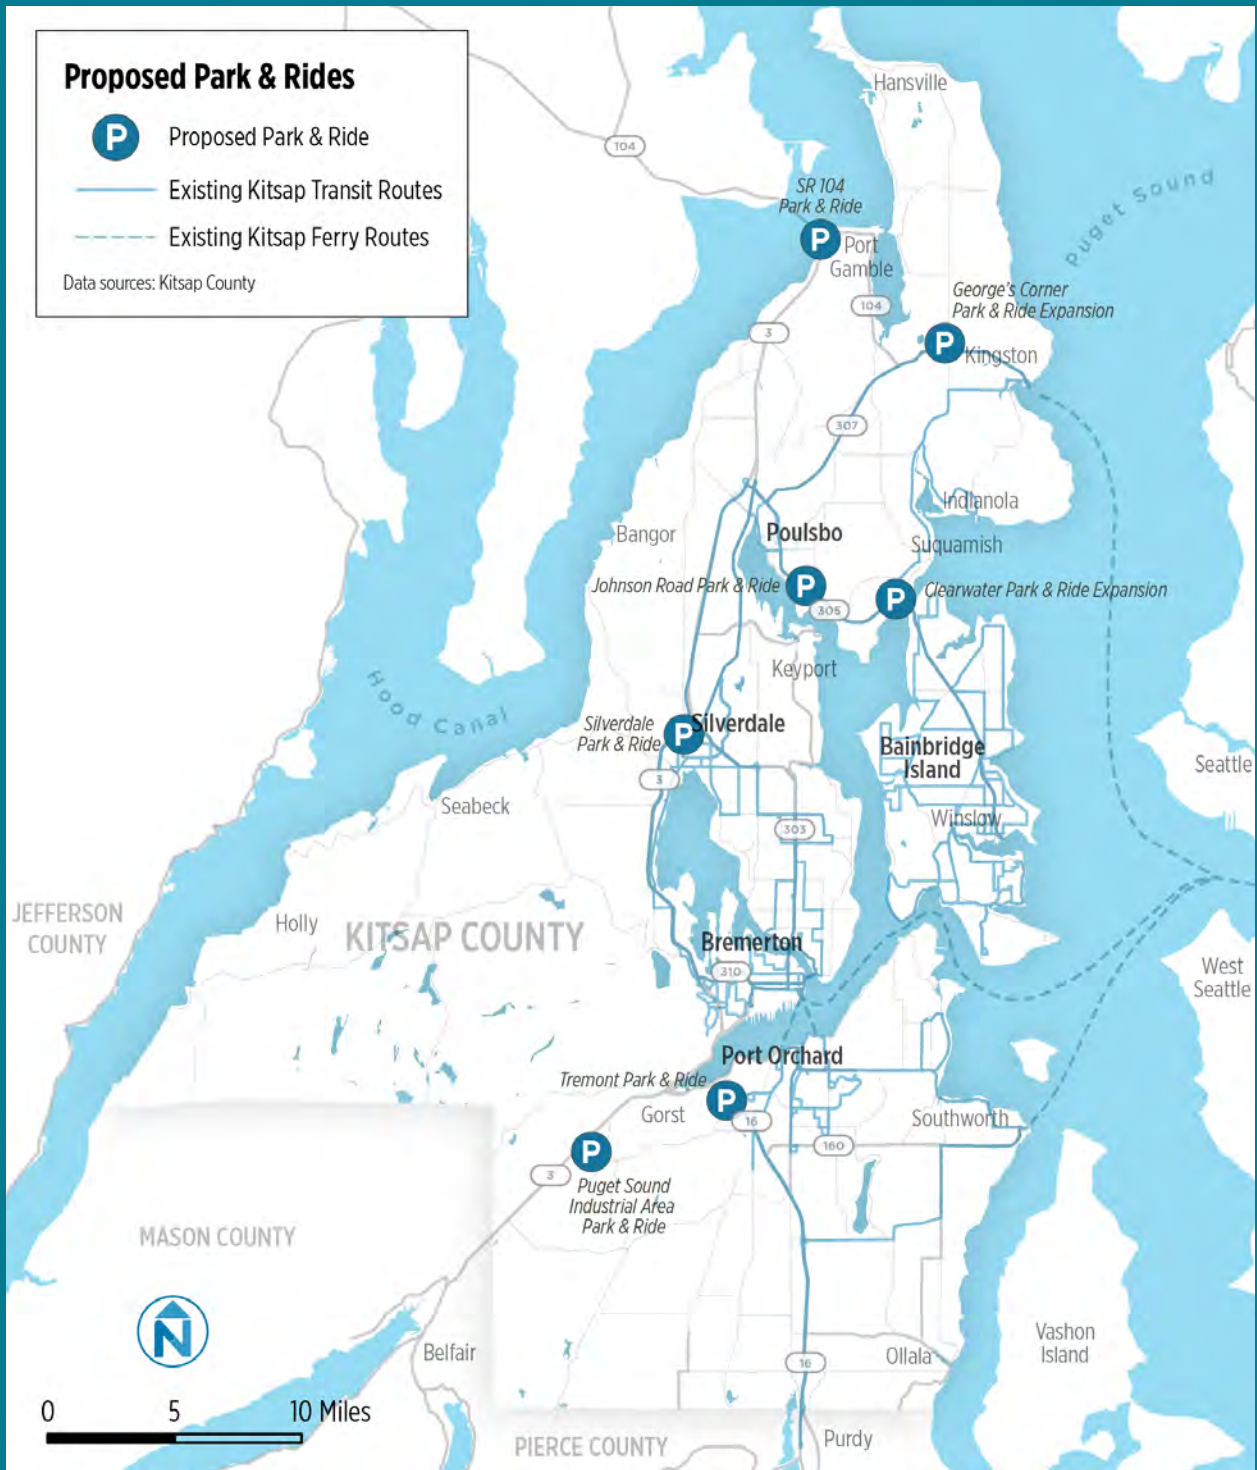 Proposed Park & Rides
P
Proposed Park & Ride
Existing Kitsap Transit Routes
Existing Kitsap Ferry Routes
Data sources: Kitsap County
Hansville
104
Puget Sound
SR 104
Park & Ride
P
Port
Gamble
104
George's Corner
Park & Ride Expansion
3
P
Kingston
307
Indianola
Bangor
Poulsbo
Suquamish
Johnson Road Park & Ride
P
305
P
Clearwater Park & Ride Expansion
Keyport
Hood Canal
Silverdale
Park & Ride
P
Silverdale
Bainbridge
Island
Seattle
3
Seabeck
Winslow
303
JEFFERSON
COUNTY
Holly
KITSAP COUNTY
Bremerton
310
West
Seattle
Port Orchard
Tremont Park & Ride
P
Gorst
16
Southworth
160
P
3
Puget Sound
Industrial Area
Park & Ride
MASON COUNTY
N
Belfair
Vashon
Island
16
Ollala
0 5 10 Miles
PIERCE COUNTY
Purdy